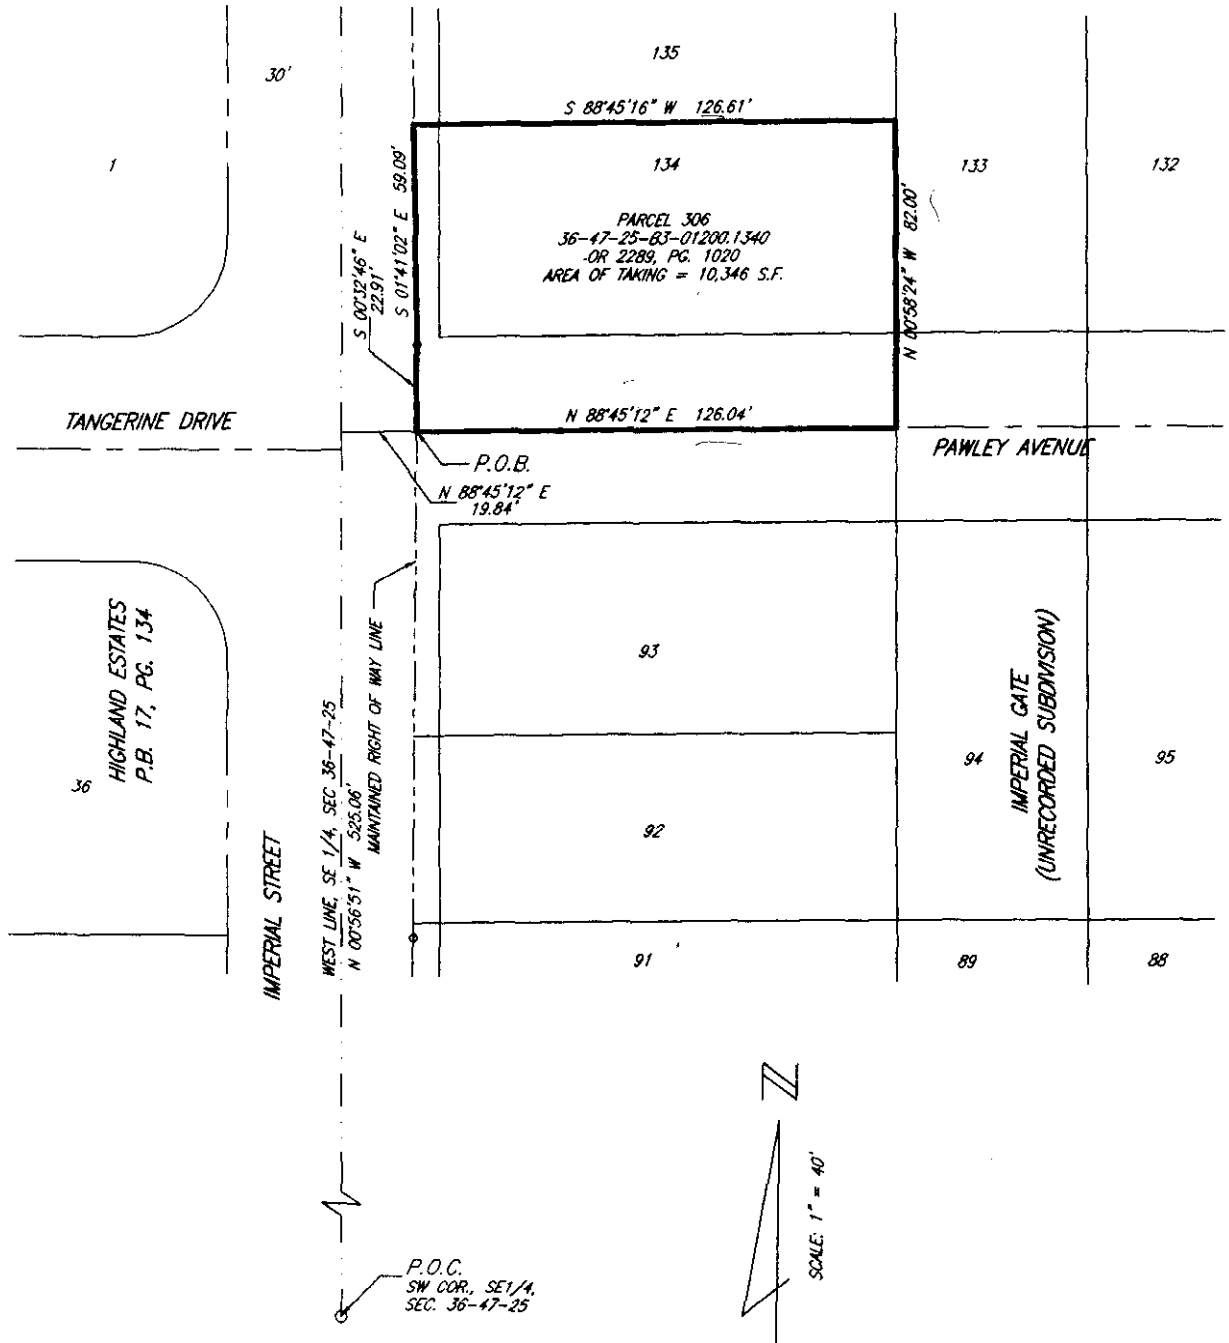 135
30'
S 88°45'16" W 126.61'
1
134
133
132
PARCEL 306
36-47-25-B3-01200.1340
OR 2289, PG. 1020
AREA OF TAKING = 10,346 S.F.
S 00°32'46" E
22.91'
S 01°41'02" E 59.09'
N 00°58'24" W 82.00'
TANGERINE DRIVE
N 88°45'12" E 126.04'
PAWLEY AVENUE
P.O.B.
N 88°45'12" E
19.84'
HIGHLAND ESTATES
P.B. 17, PG. 134
MAINTAINED RIGHT OF WAY LINE
93
IMPERIAL GATE
(UNRECORDED SUBDIVISION)
WEST LINE, SE 1/4, SEC 36-47-25
N 00°56'51" W 525.06'
36
94
95
92
IMPERIAL STREET
91
89
88
Z
SCALE: 1" = 40'
P.O.C.
SW COR., SE1/4,
SEC. 36-47-25